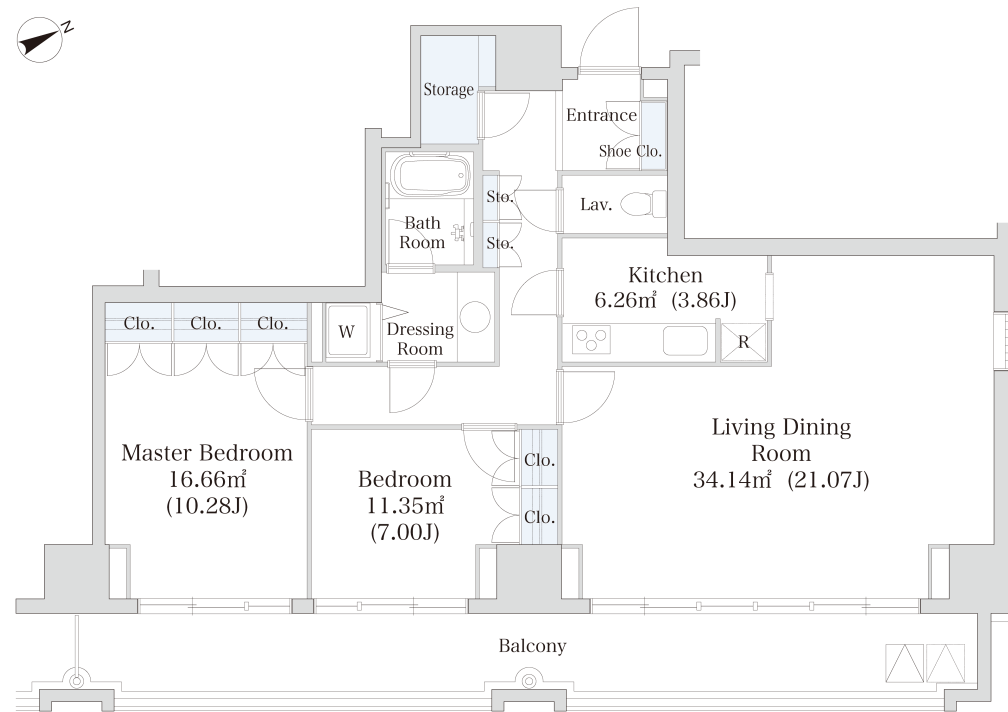 N
Storage
Entrance
Shoe Clo.
Sto.
Lav.
Bath
Room
Sto.
Kitchen
6.26㎡ (3.86J)
Clo.
Clo.
Clo.
W
Dressing
Room
R
Master Bedroom
16.66㎡
(10.28J)
Bedroom
11.35㎡
(7.00J)
Clo.
Clo.
Living Dining
Room
34.14㎡ (21.07J)
Balcony